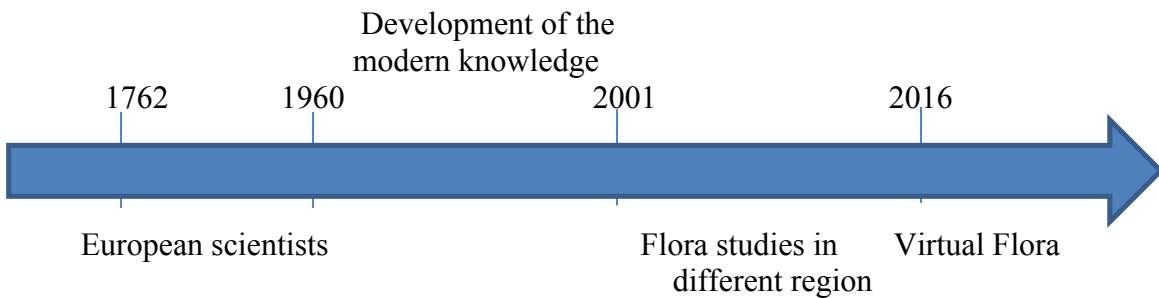 Development of the
modern knowledge
1762 1960 2001 2016
European scientists Flora studies in Virtual Flora
different region